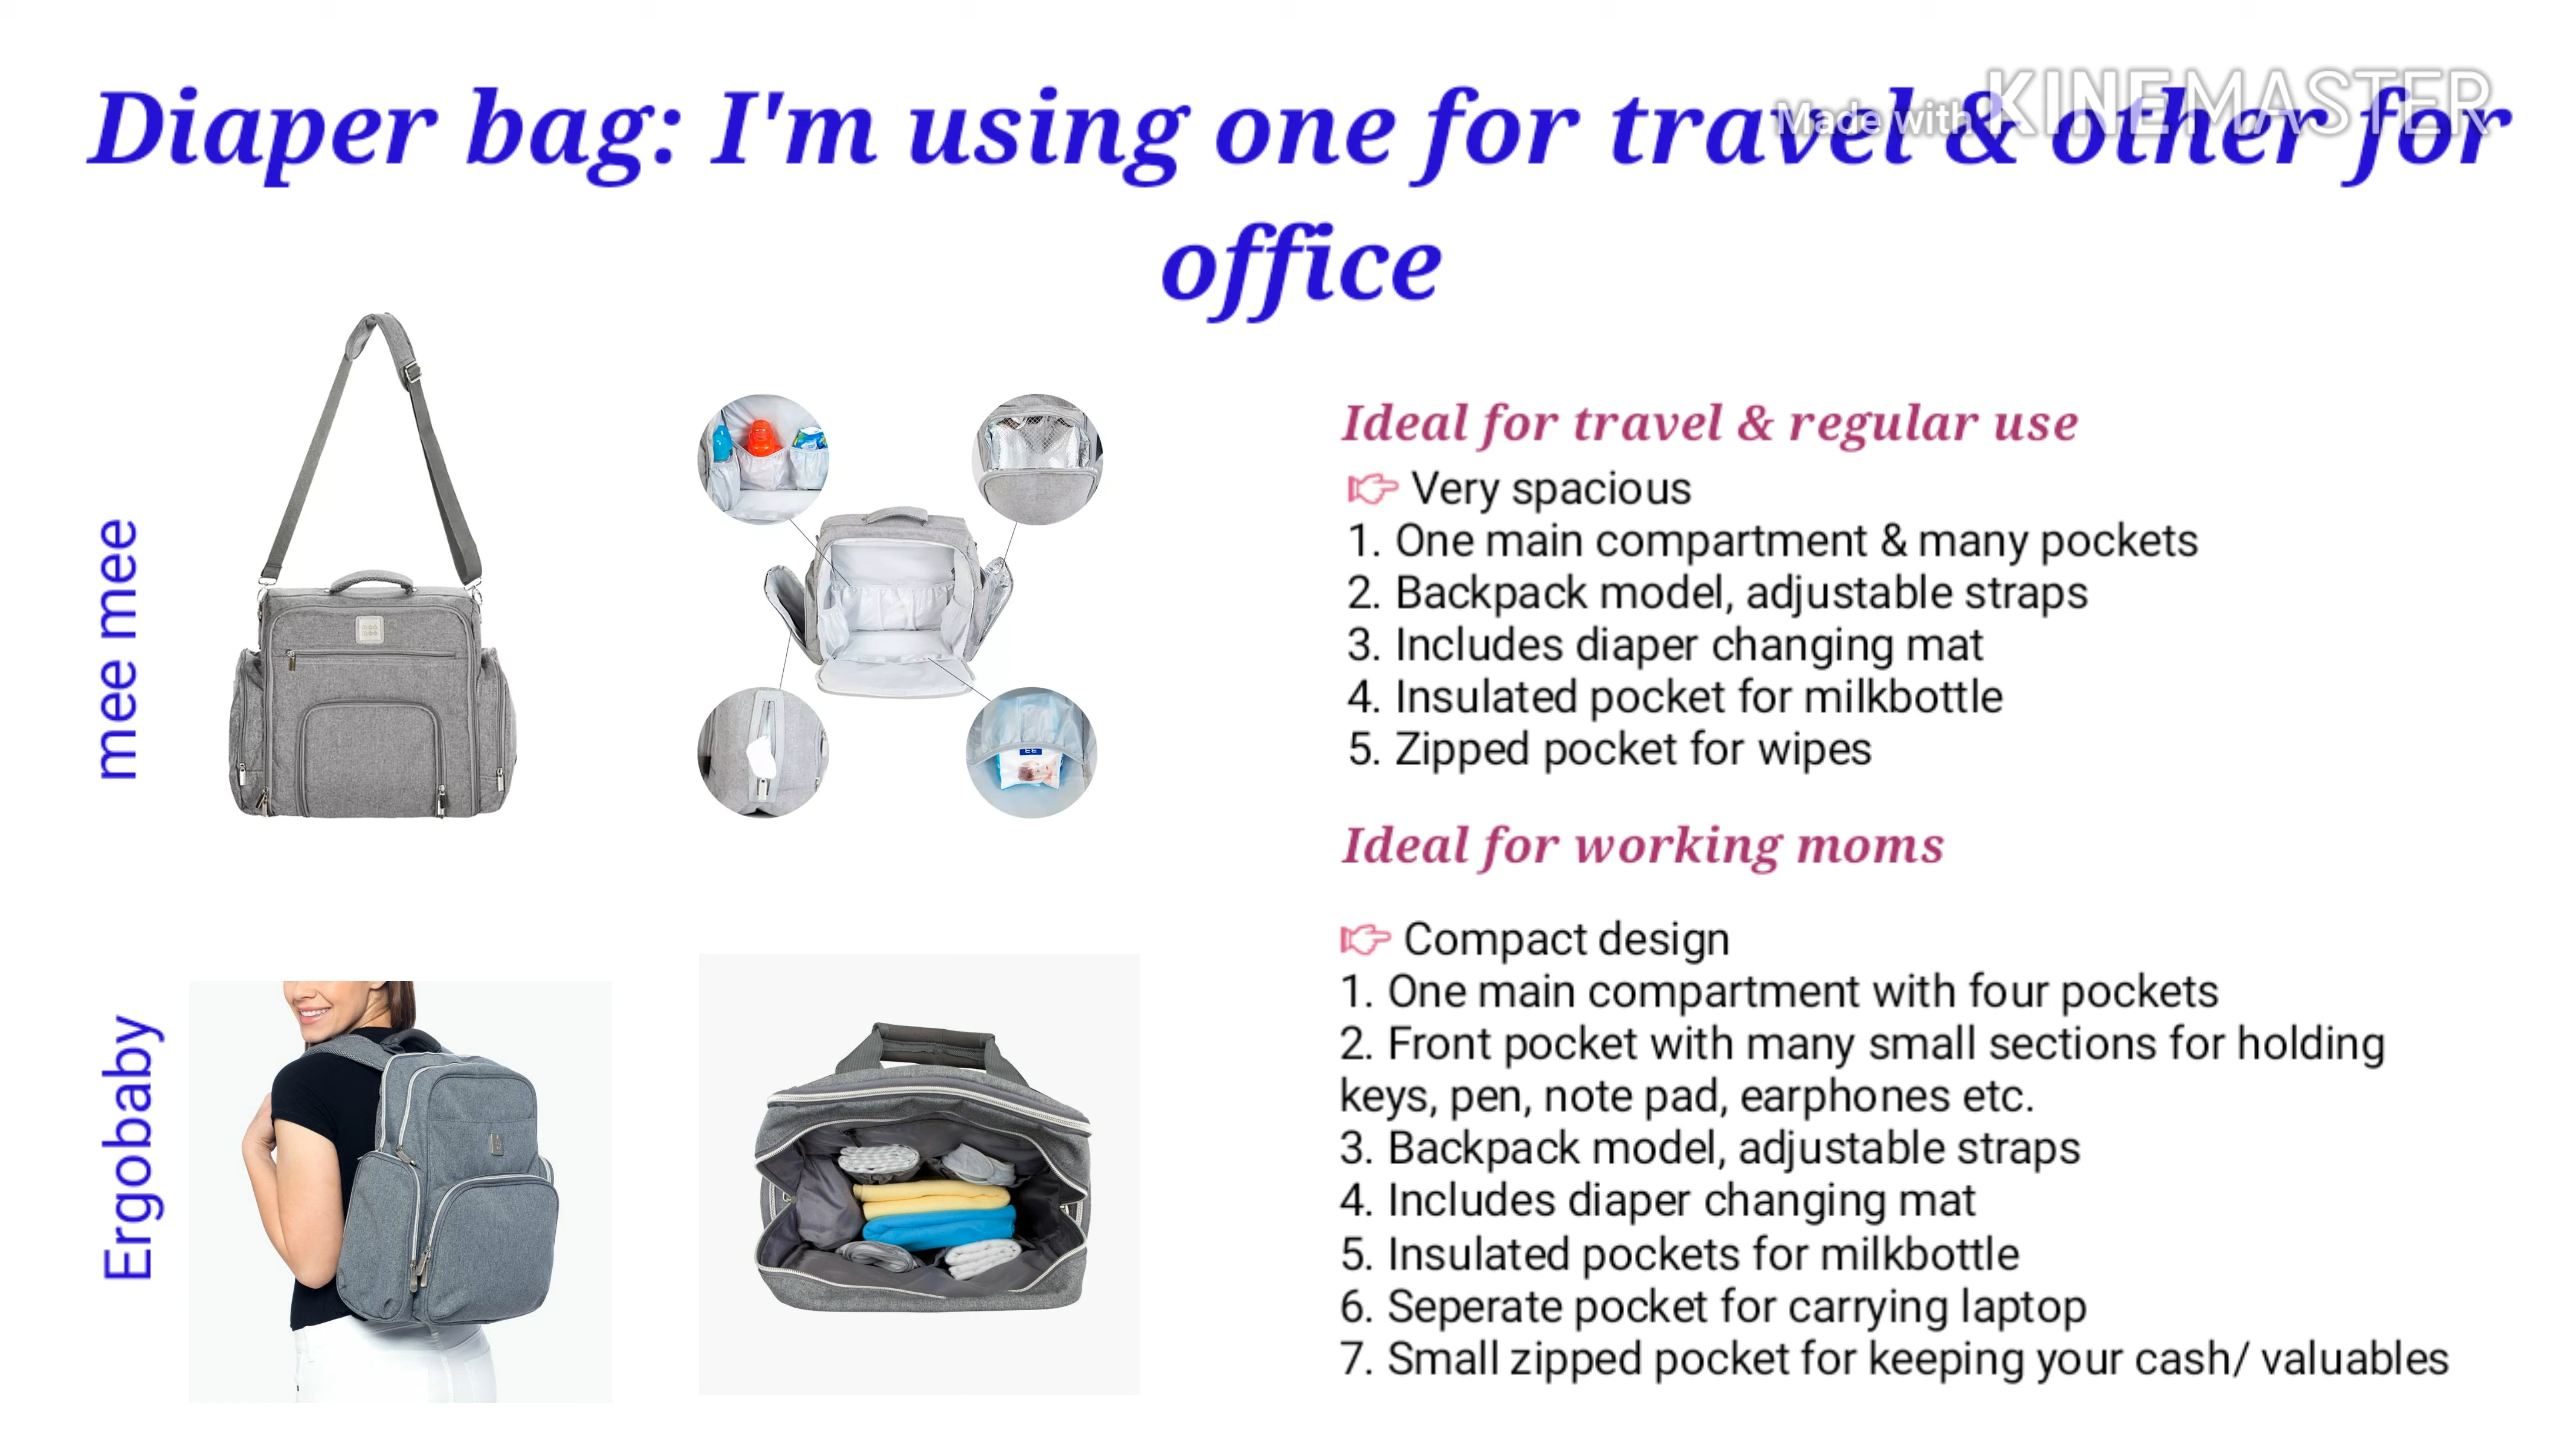 Diaper bag: I'm using one for travel & other for
office
Made with KINEMASTER
mee mee
Ideal for travel & regular use
Very spacious
1. One main compartment & many pockets
2. Backpack model, adjustable straps
3. Includes diaper changing mat
4. Insulated pocket for milkbottle
5. Zipped pocket for wipes
Ergobaby
Ideal for working moms
Compact design
1. One main compartment with four pockets
2. Front pocket with many small sections for holding
keys, pen, note pad, earphones etc.
3. Backpack model, adjustable straps
4. Includes diaper changing mat
5. Insulated pockets for milkbottle
6. Seperate pocket for carrying laptop
7. Small zipped pocket for keeping your cash/ valuables